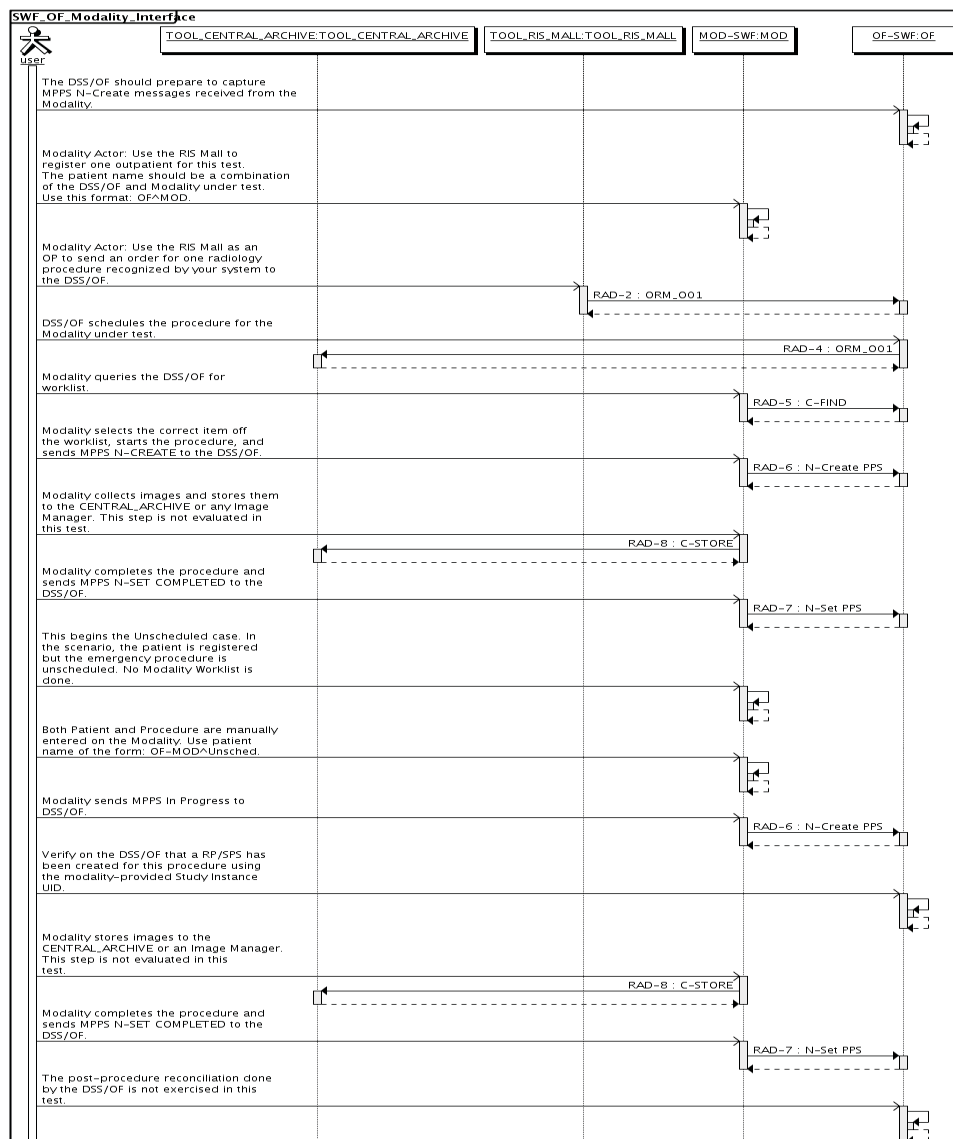 SWF_OF_Modality_Interface
user
TOOL_CENTRAL_ARCHIVE:TOOL_CENTRAL_ARCHIVE
TOOL_RIS_MALL:TOOL_RIS_MALL
MOD-SWF:MOD
OF-SWF:OF
The DSS/OF should prepare to capture
MPPS N-Create messages received from the
Modality.
Modality Actor: Use the RIS Mall to
register one outpatient for this test.
The patient name should be a combination
of the DSS/OF and Modality under test.
Use this format: OF^MOD.
Modality Actor: Use the RIS Mall as an
OP to send an order for one radiology
procedure recognized by your system to
the DSS/OF.
RAD-2 : ORM_O01
DSS/OF schedules the procedure for the
Modality under test.
RAD-4 : ORM_O01
Modality queries the DSS/OF for
worklist.
RAD-5 : C-FIND
Modality selects the correct item off
the worklist, starts the procedure, and
sends MPPS N-CREATE to the DSS/OF.
RAD-6 : N-Create PPS
Modality collects images and stores them
to the CENTRAL_ARCHIVE or any Image
Manager. This step is not evaluated in
this test.
RAD-8 : C-STORE
Modality completes the procedure and
sends MPPS N-SET COMPLETED to the
DSS/OF.
RAD-7 : N-Set PPS
This begins the Unscheduled case. In
the scenario, the patient is registered
but the emergency procedure is
unscheduled. No Modality Worklist is
done.
Both Patient and Procedure are manually
entered on the Modality. Use patient
name of the form: OF-MOD^Unsched.
Modality sends MPPS In Progress to
DSS/OF.
RAD-6 : N-Create PPS
Verify on the DSS/OF that a RP/SPS has
been created for this procedure using
the modality-provided Study Instance
UID.
Modality stores images to the
CENTRAL_ARCHIVE or an Image Manager.
This step is not evaluated in this
test.
RAD-8 : C-STORE
Modality completes the procedure and
sends MPPS N-SET COMPLETED to the
DSS/OF.
RAD-7 : N-Set PPS
The post-procedure reconciliation done
by the DSS/OF is not exercised in this
test.